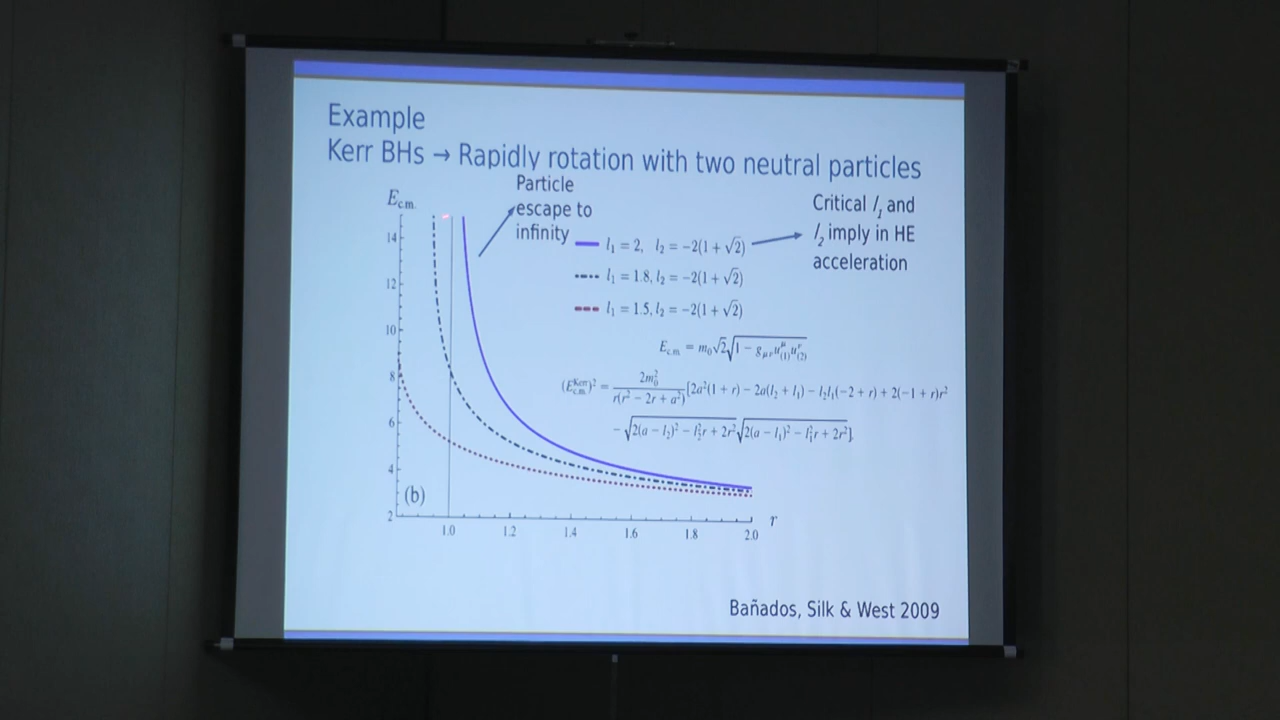 Example
Kerr BHs → Rapidly rotation with two neutral particles
Particle
escape to
infinity
Critical l₁ and
l₂ imply in HE
acceleration
E_c.m.
14
12
10
8
6
4
2
1.0 1.2 1.4 1.6 1.8 2.0
r
(b)
l₁ = 2, l₂ = −2(1 + √2)
l₁ = 1.8, l₂ = −2(1 + √2)
l₁ = 1.5, l₂ = −2(1 + √2)
E_c.m. = m₀√2 √(1 − g_μν u^μ_(1) u^ν_(2))
(E^Kerr_c.m.)² = 2m₀² / r(r² − 2r + a²) [2a²(1 + r) − 2a(l₂ + l₁) − l₂l₁(−2 + r) + 2(−1 + r)r²
− √(2(a − l₂)² − l₂²r + 2r²) √(2(a − l₁)² − l₁²r + 2r²)]
Bañados, Silk & West 2009